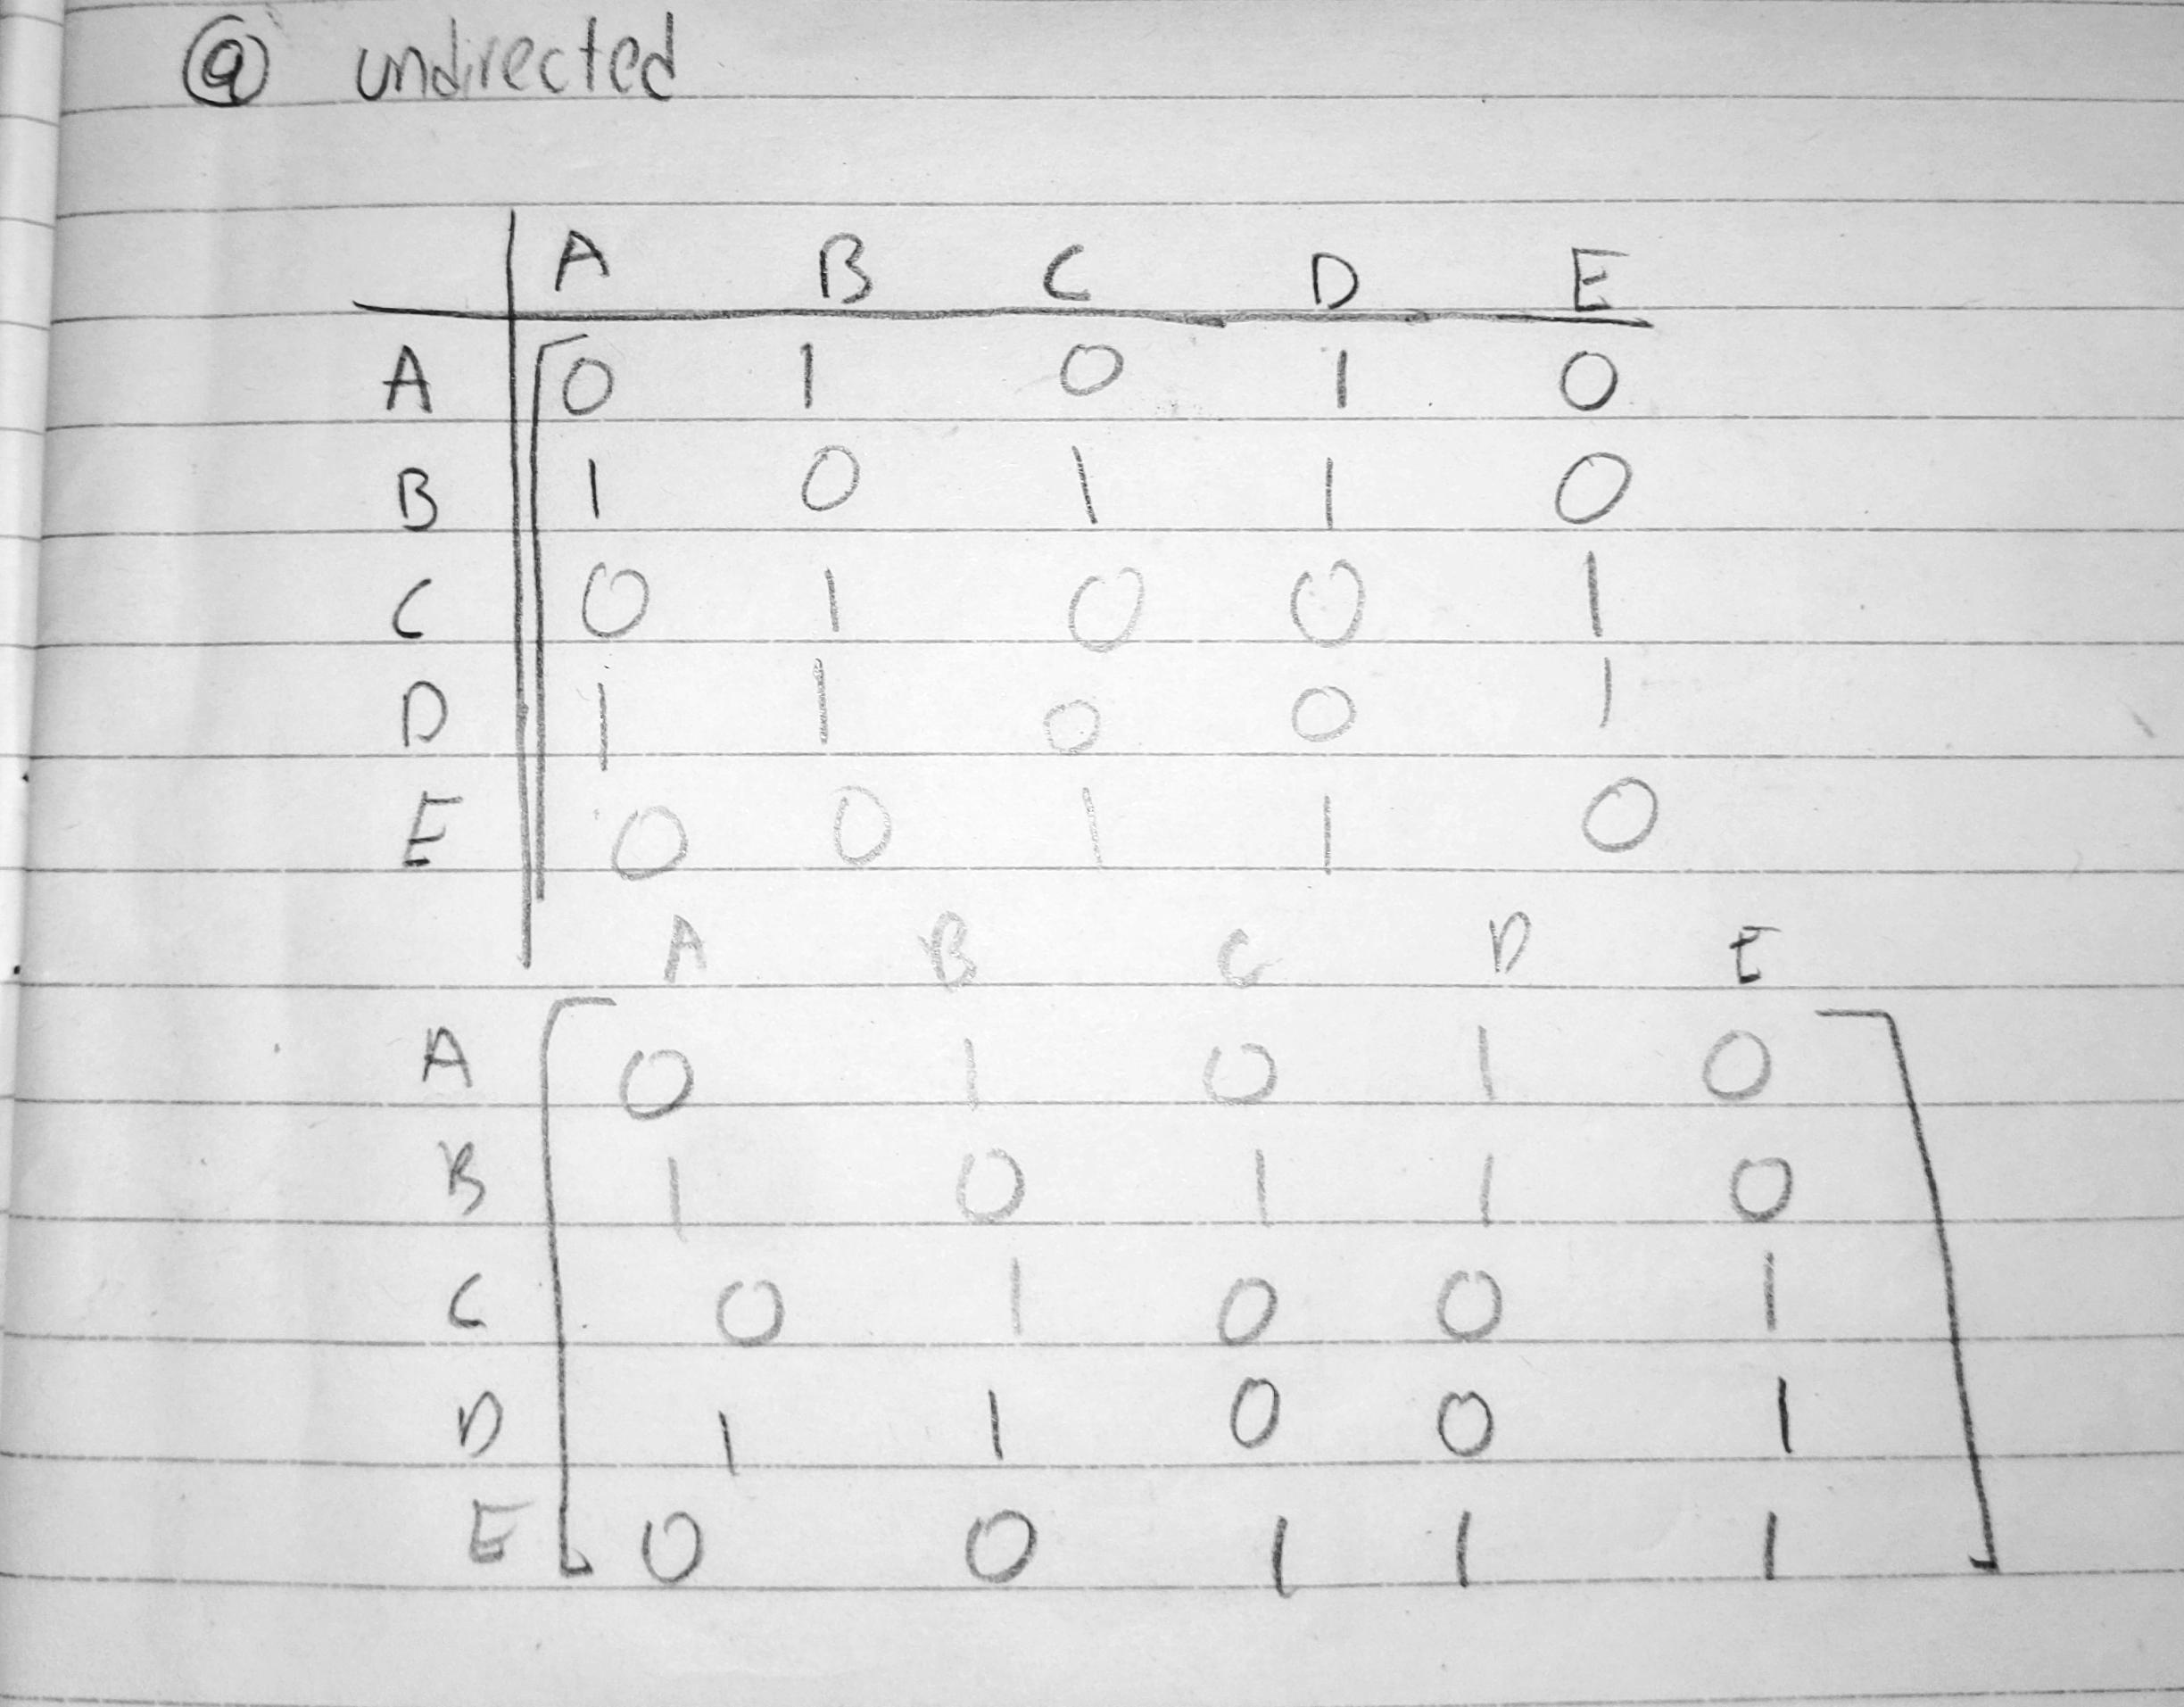 ⓐ undirected
A B C D E
A 0 1 0 1 0
B 1 0 1 1 0
C 0 1 0 0 1
D 1 1 0 0 1
E 0 0 1 1 0
A B C D E
A 0 1 0 1 0
B 1 0 1 1 0
C 0 1 0 0 1
D 1 1 0 0 1
E 0 0 1 1 1